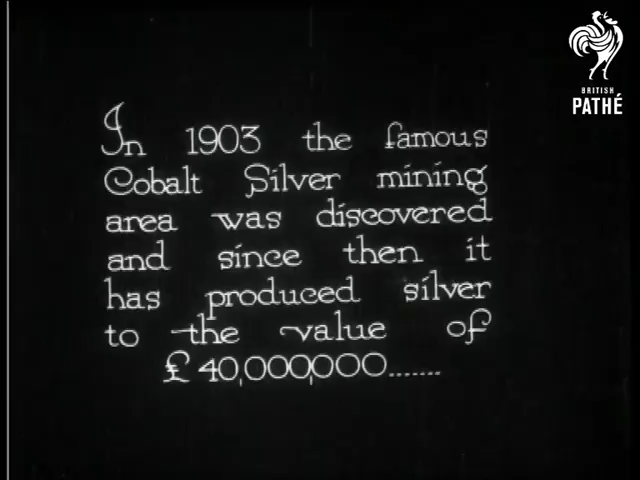 In 1903 the famous
Cobalt Silver mining
area was discovered
and since then it
has produced silver
to the value of
£40,000,000.......
BRITISH
PATHÉ